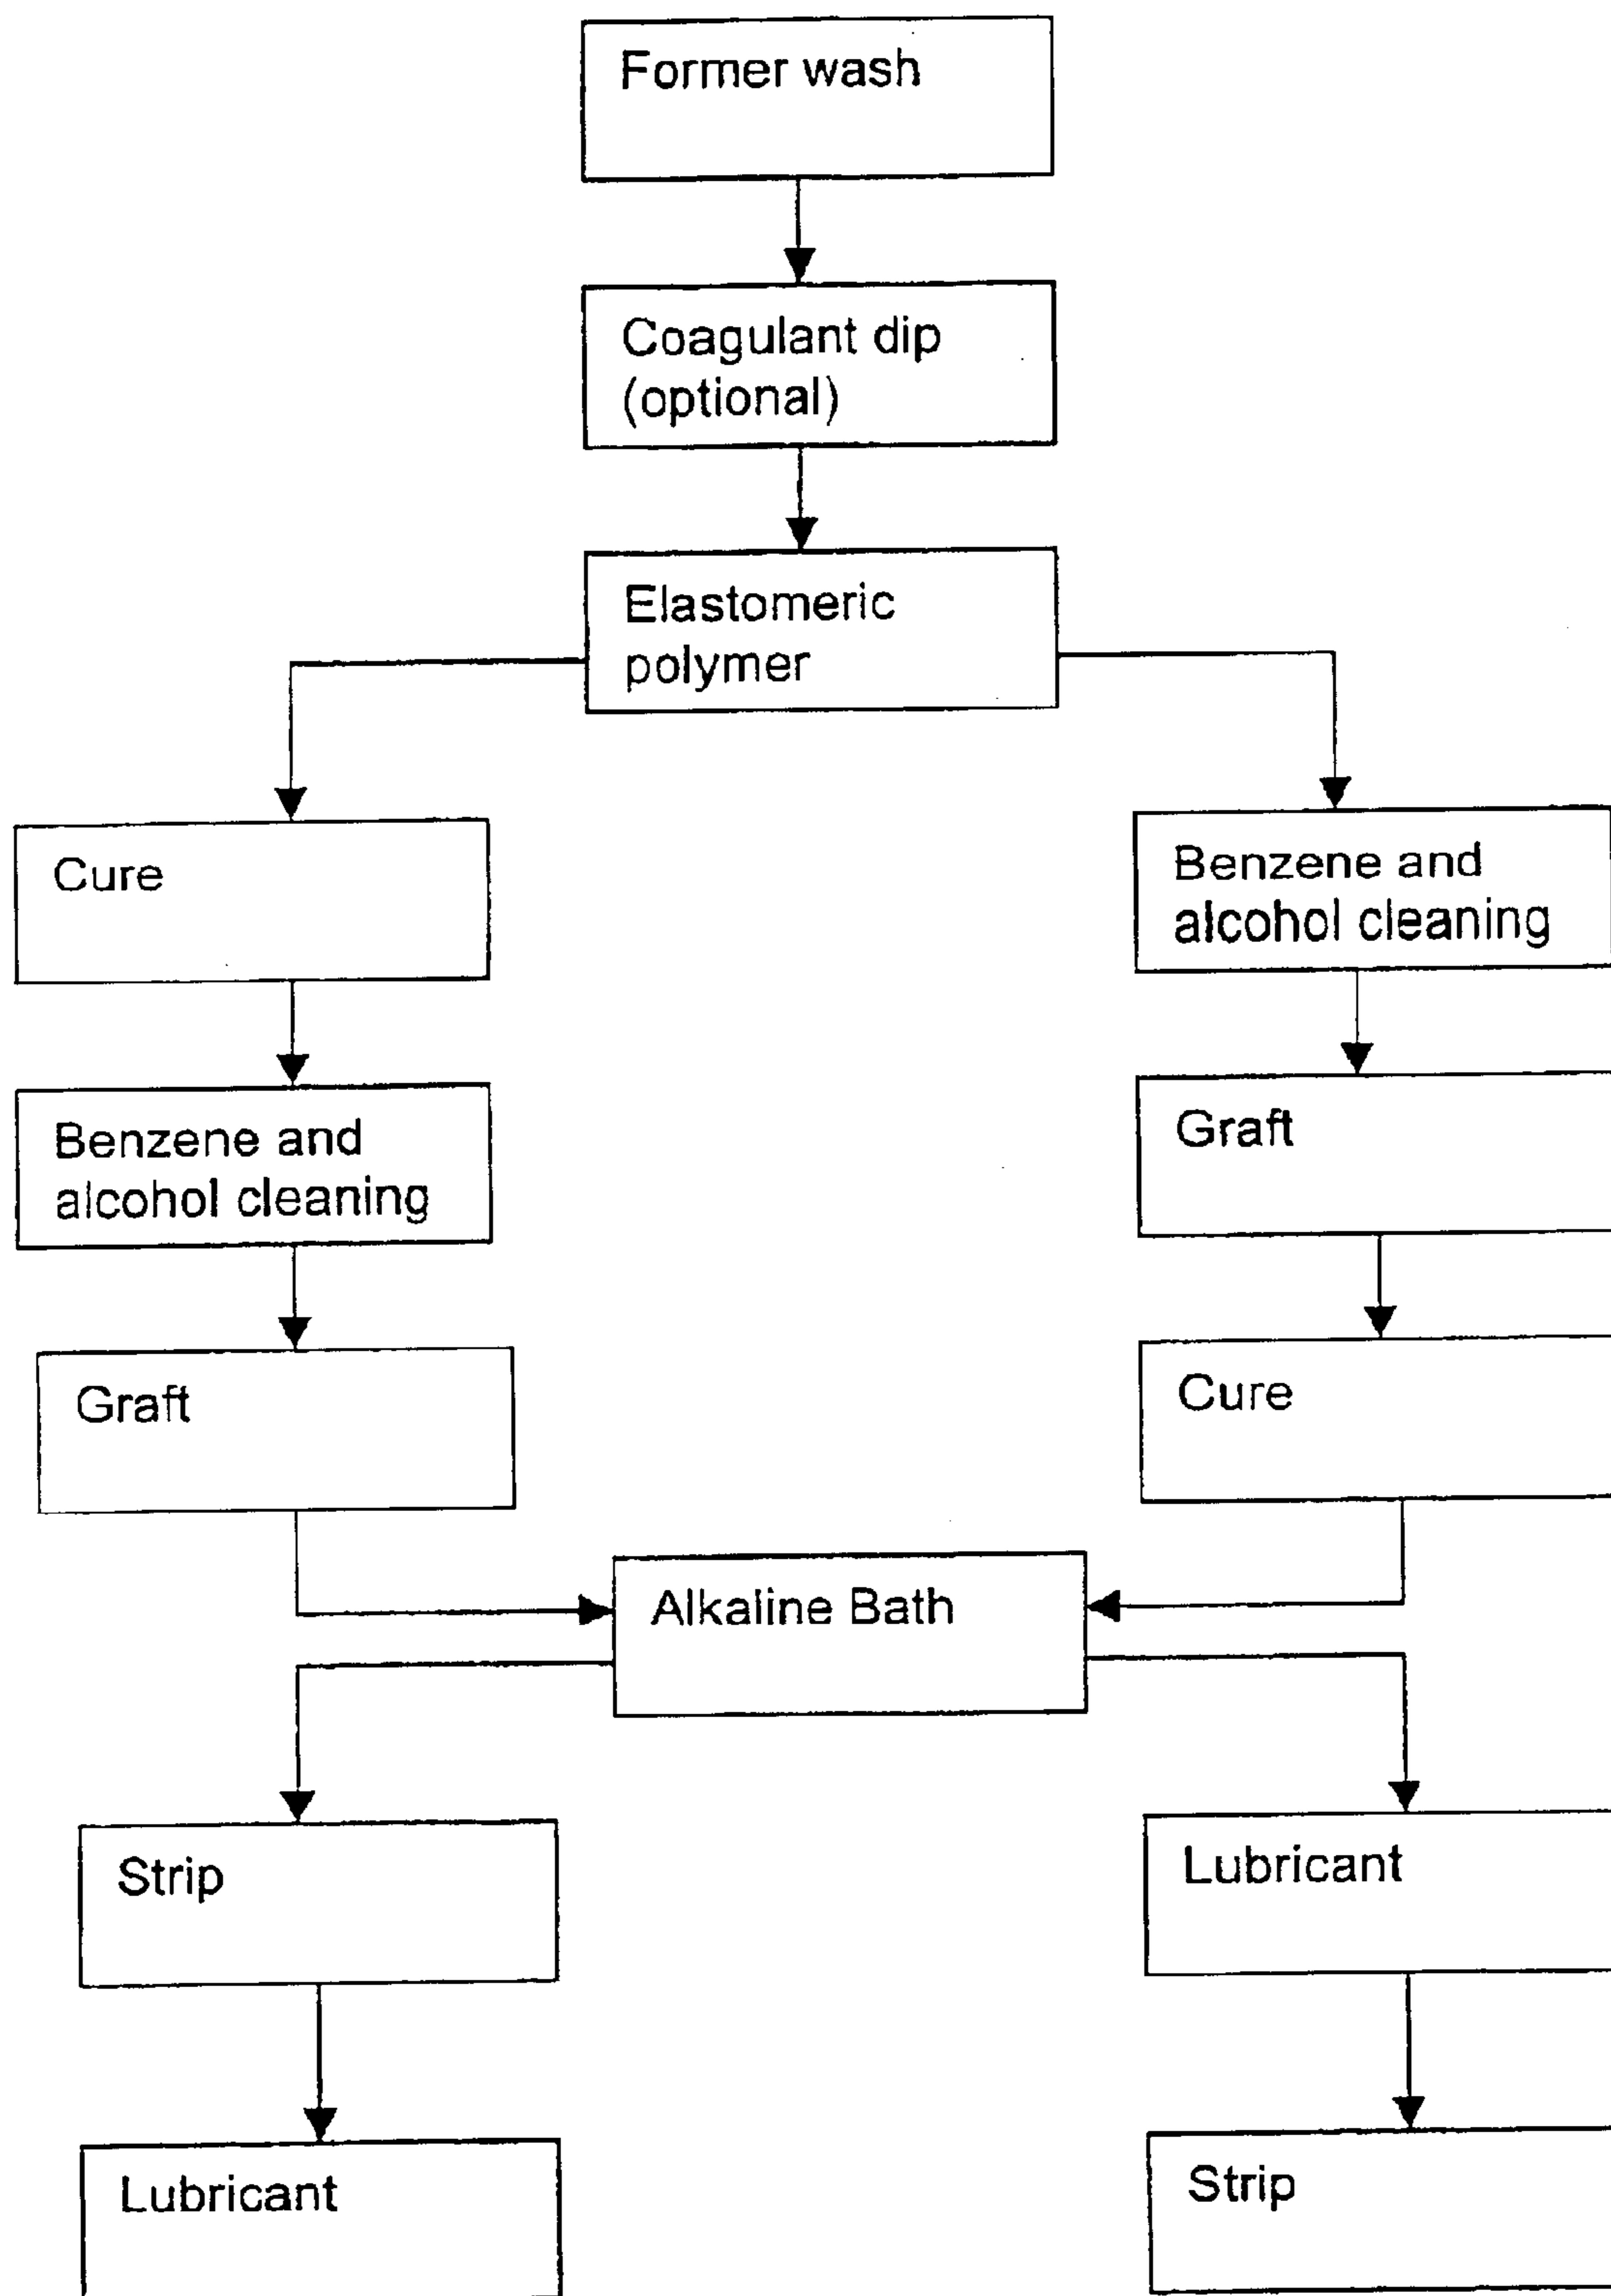 Former wash
Coagulant dip
(optional)
Elastomeric
polymer
Cure
Benzene and
alcohol cleaning
Benzene and
alcohol cleaning
Graft
Graft
Cure
Alkaline Bath
Strip
Lubricant
Lubricant
Strip